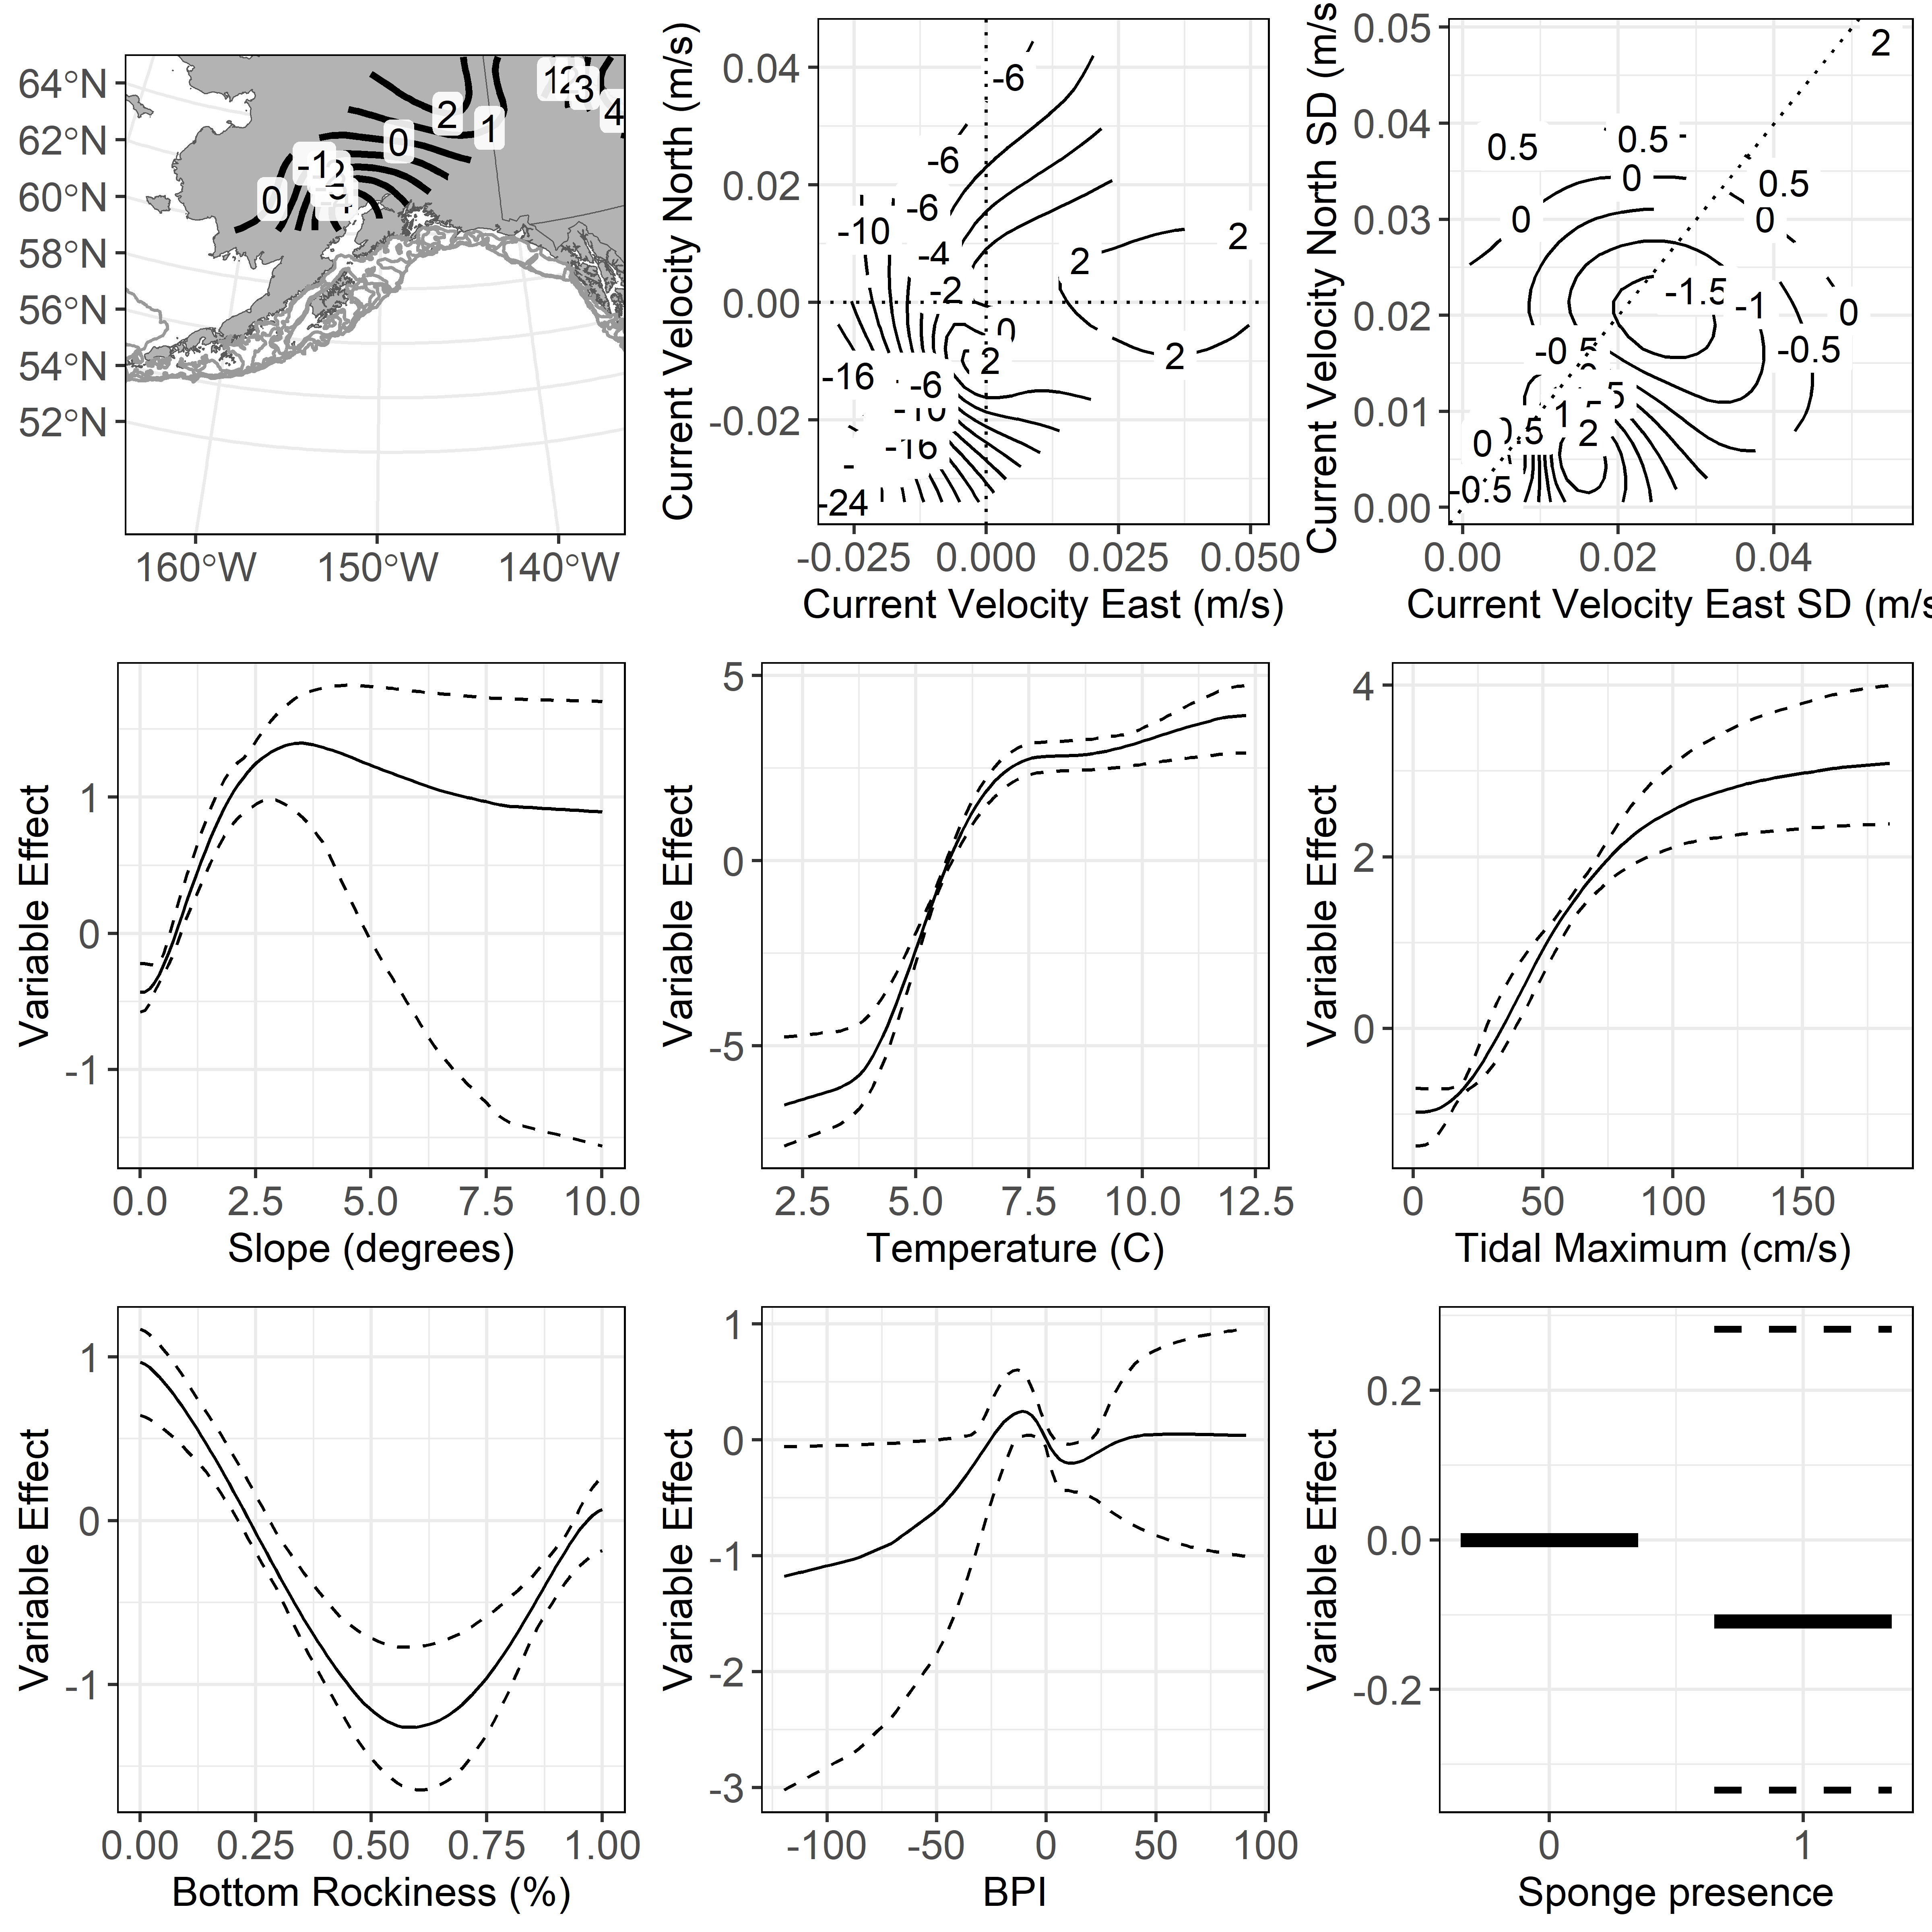 64°N
62°N
60°N
58°N
56°N
54°N
52°N
160°W 150°W 140°W
2
1
0
-1
0
3
4
Current Velocity North (m/s)
0.04
0.02
0.00
-0.02
-6
-6
-6
-10
-4
-2
0
2
2
2
2
-16
-6
-16
-24
-0.025 0.000 0.025 0.050
Current Velocity East (m/s)
Current Velocity North SD (m/s
0.05
0.04
0.03
0.02
0.01
0.00
2
0.5
0.5
0
0.5
0
0
-1.5
-1
0
-0.5
-0.5
1
2
0
-0.5
0.00 0.02 0.04
Current Velocity East SD (m/s
Variable Effect
1
0
-1
0.0 2.5 5.0 7.5 10.0
Slope (degrees)
Variable Effect
5
0
-5
2.5 5.0 7.5 10.0 12.5
Temperature (C)
Variable Effect
4
2
0
0 50 100 150
Tidal Maximum (cm/s)
Variable Effect
1
0
-1
0.00 0.25 0.50 0.75 1.00
Bottom Rockiness (%)
Variable Effect
1
0
-1
-2
-3
-100 -50 0 50 100
BPI
Variable Effect
0.2
0.0
-0.2
0 1
Sponge presence